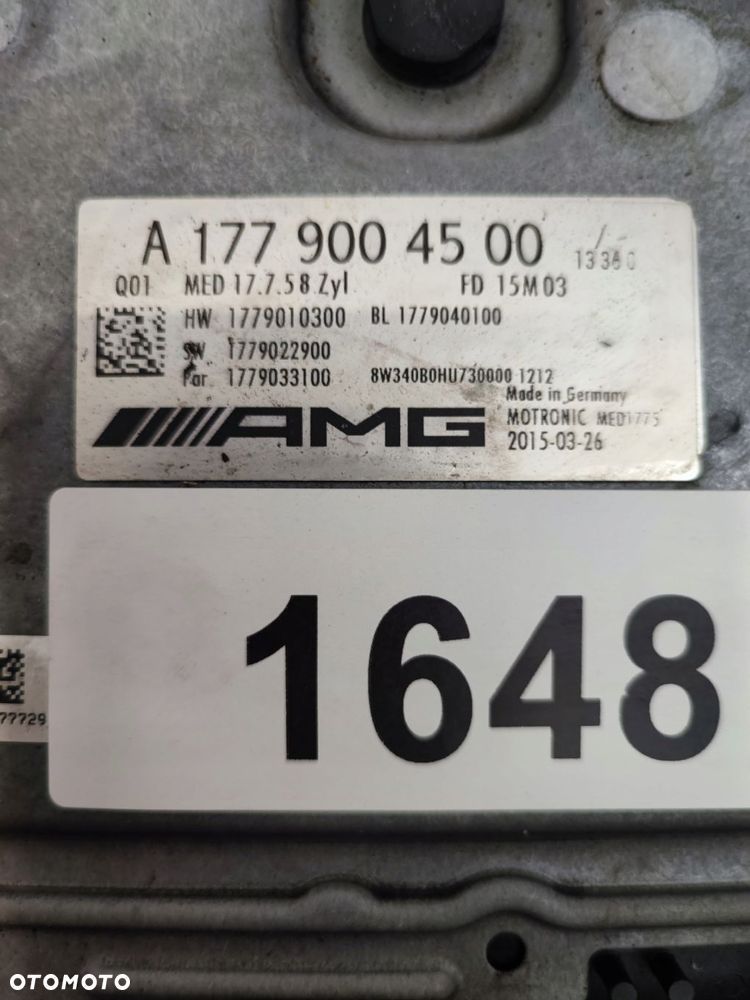 A 177 900 45 00
Q01 MED 17.7.5 8 Zyl FD 15M03
HW 1779010300 BL 1779040100
SW 1779022900
Par 1779033100 8W340B0HU730000 1212
Made in Germany
AMG MOTRONIC MED1775
2015-03-26
1648
77729
OTOMOTO